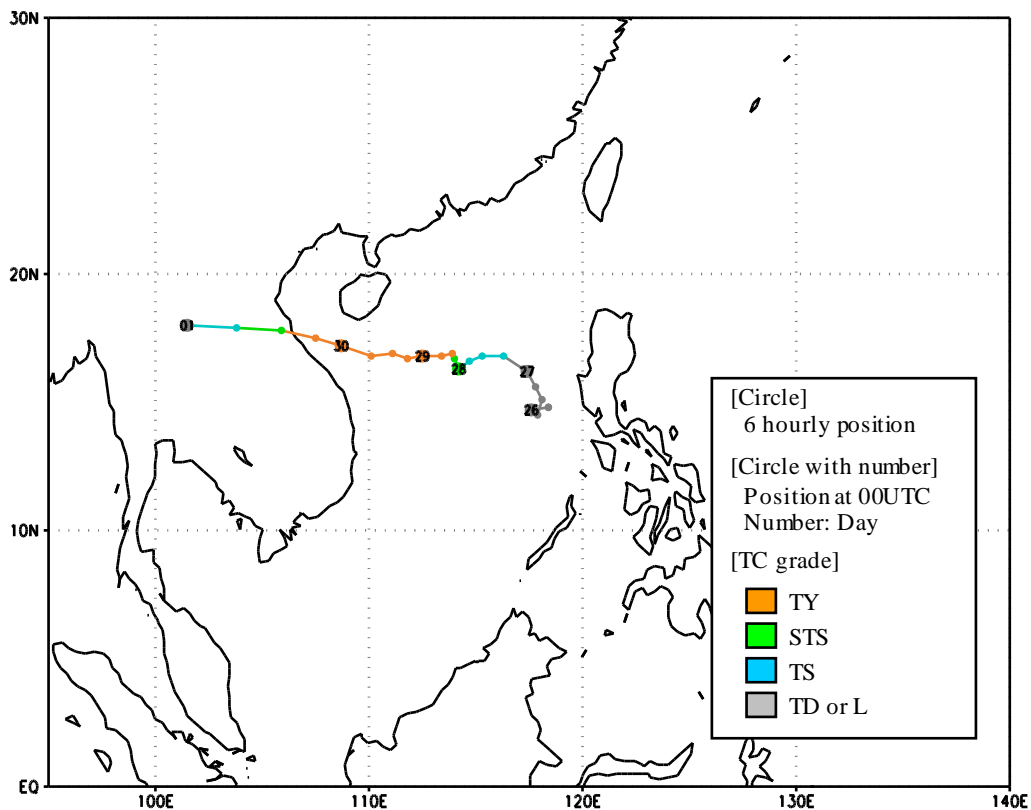 30N
20N
10N
EQ
100E
110E
120E
130E
140E
01
30
29
28
27
26
[Circle]
6 hourly position
[Circle with number]
Position at 00UTC
Number: Day
[TC grade]
TY
STS
TS
TD or L